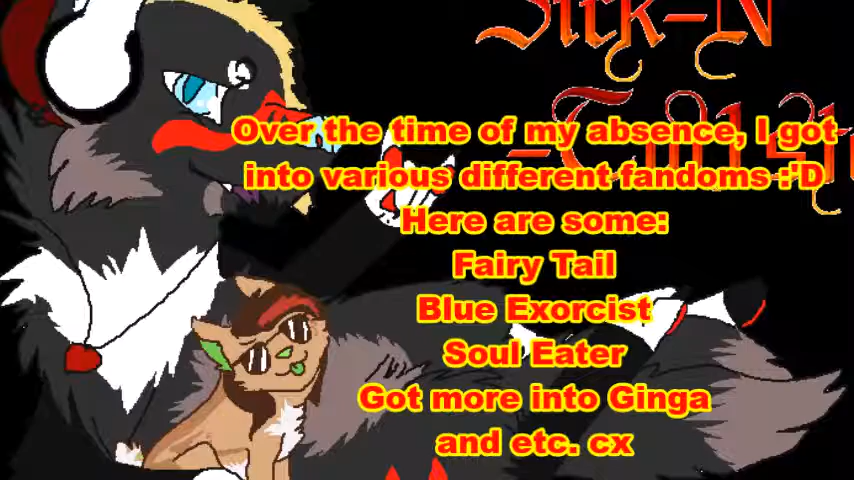 Over the time of my absence, I got
into various different fandoms :'D
Here are some:
Fairy Tail
Blue Exorcist
Soul Eater
Got more into Ginga
and etc. cx